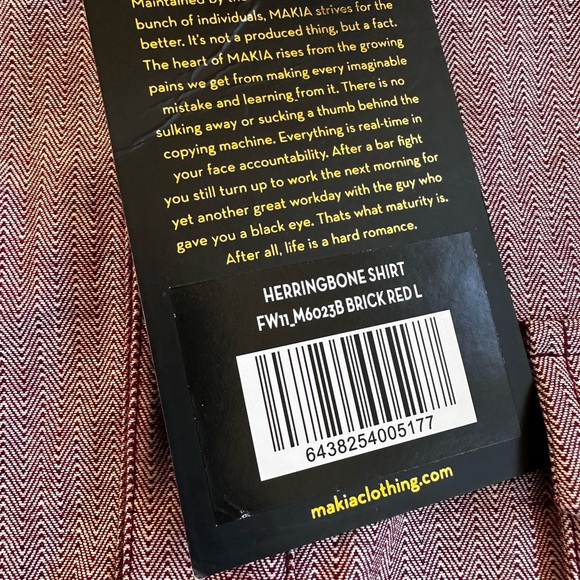 Maintained by the
bunch of individuals, MAKIA strives for the
better. It's not a produced thing, but a fact.
The heart of MAKIA rises from the growing
pains we get from making every imaginable
mistake and learning from it. There is no
sulking away or sucking a thumb behind the
copying machine. Everything is real-time in
your face accountability. After a bar fight
you still turn up to work the next morning for
yet another great workday with the guy who
gave you a black eye. Thats what maturity is.
After all, life is a hard romance.
HERRINGBONE SHIRT
FW11_M6023B BRICK RED L
6438254005177
makiaclothing.com